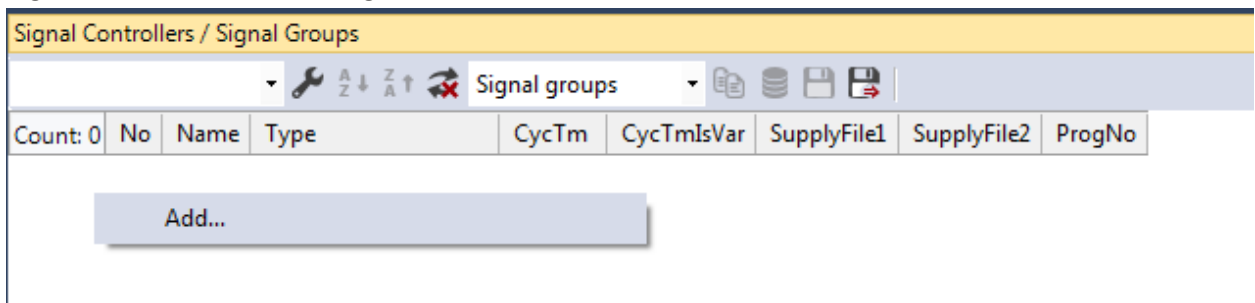 Signal Controllers / Signal Groups
Signal groups
Count: 0 No Name Type CycTm CycTmIsVar SupplyFile1 SupplyFile2 ProgNo
Add...